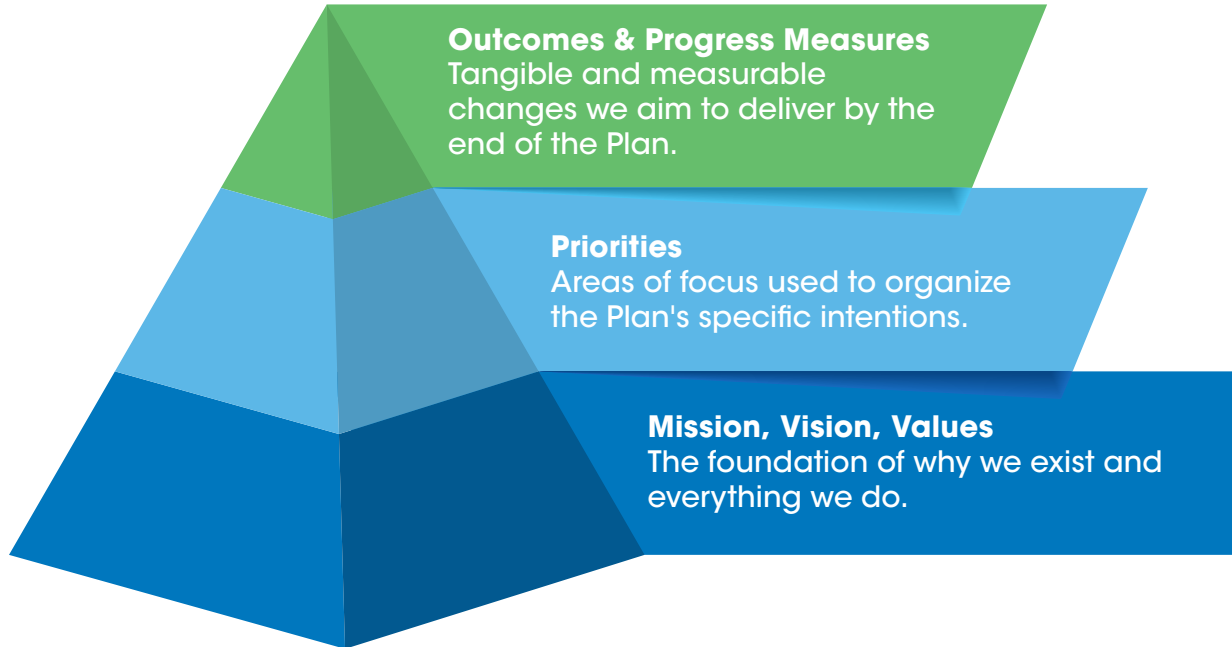 Outcomes & Progress Measures
Tangible and measurable
changes we aim to deliver by the
end of the Plan.
Priorities
Areas of focus used to organize
the Plan's specific intentions.
Mission, Vision, Values
The foundation of why we exist and
everything we do.